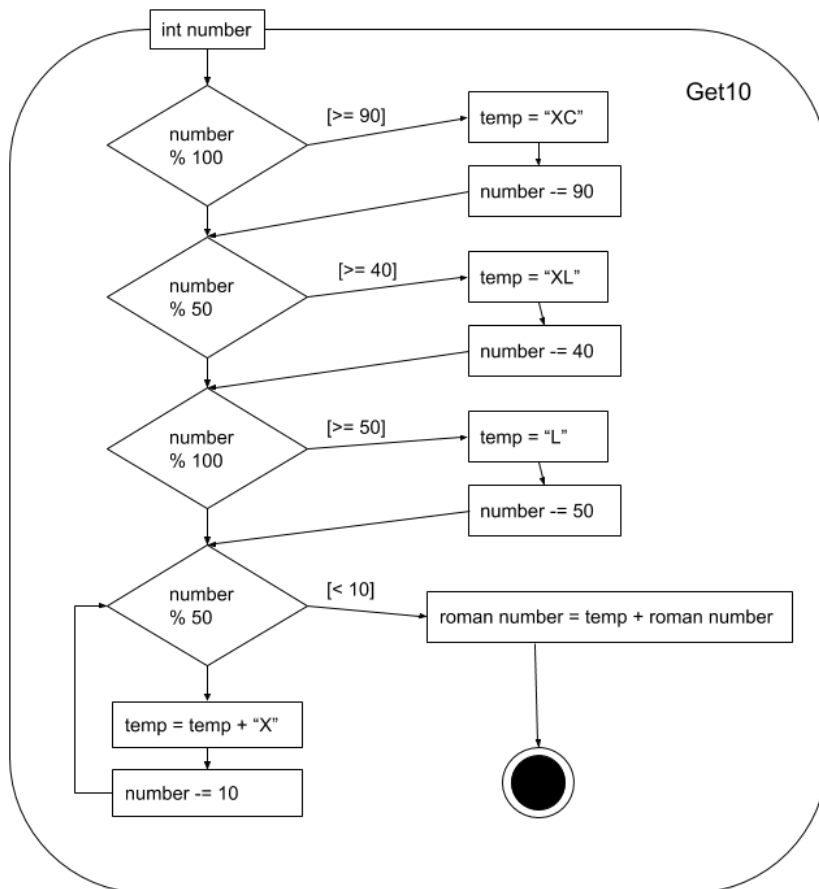 int number
Get10
number
% 100
[>= 90]
temp = “XC”
number -= 90
number
% 50
[>= 40]
temp = “XL”
number -= 40
number
% 100
[>= 50]
temp = “L”
number -= 50
number
% 50
[< 10]
roman number = temp + roman number
temp = temp + “X”
number -= 10